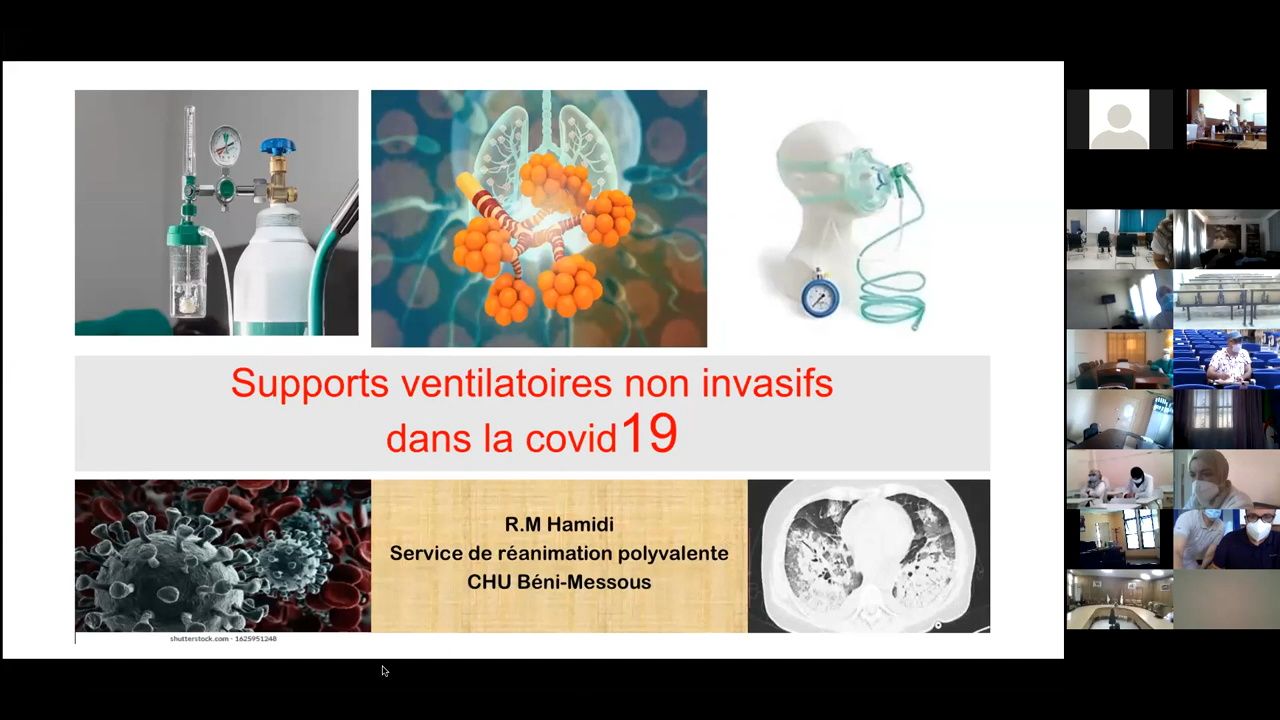 Supports ventilatoires non invasifs
dans la covid19
R.M Hamidi
Service de réanimation polyvalente
CHU Béni-Messous
shutterstock.com · 1625951248